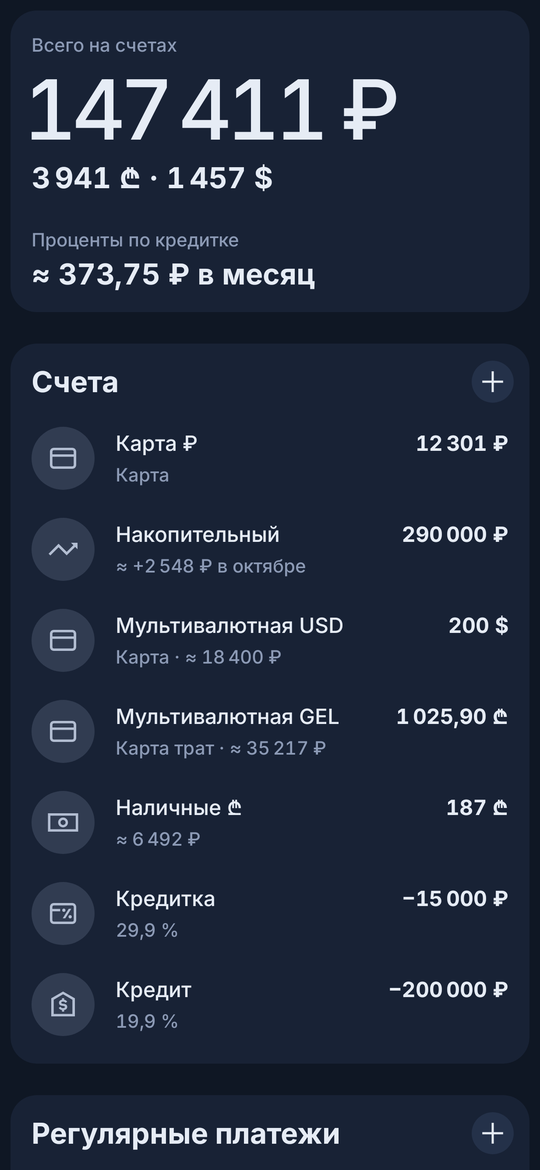 Всего на счетах
147 411 ₽
3 941 ₾ · 1 457 $
Проценты по кредитке
≈ 373,75 ₽ в месяц
Счета
Карта ₽
12 301 ₽
Карта
Накопительный
290 000 ₽
≈ +2 548 ₽ в октябре
Мультивалютная USD
200 $
Карта · ≈ 18 400 ₽
Мультивалютная GEL
1 025,90 ₾
Карта трат · ≈ 35 217 ₽
Наличные ₾
187 ₾
≈ 6 492 ₽
Кредитка
−15 000 ₽
29,9 %
Кредит
−200 000 ₽
19,9 %
Регулярные платежи